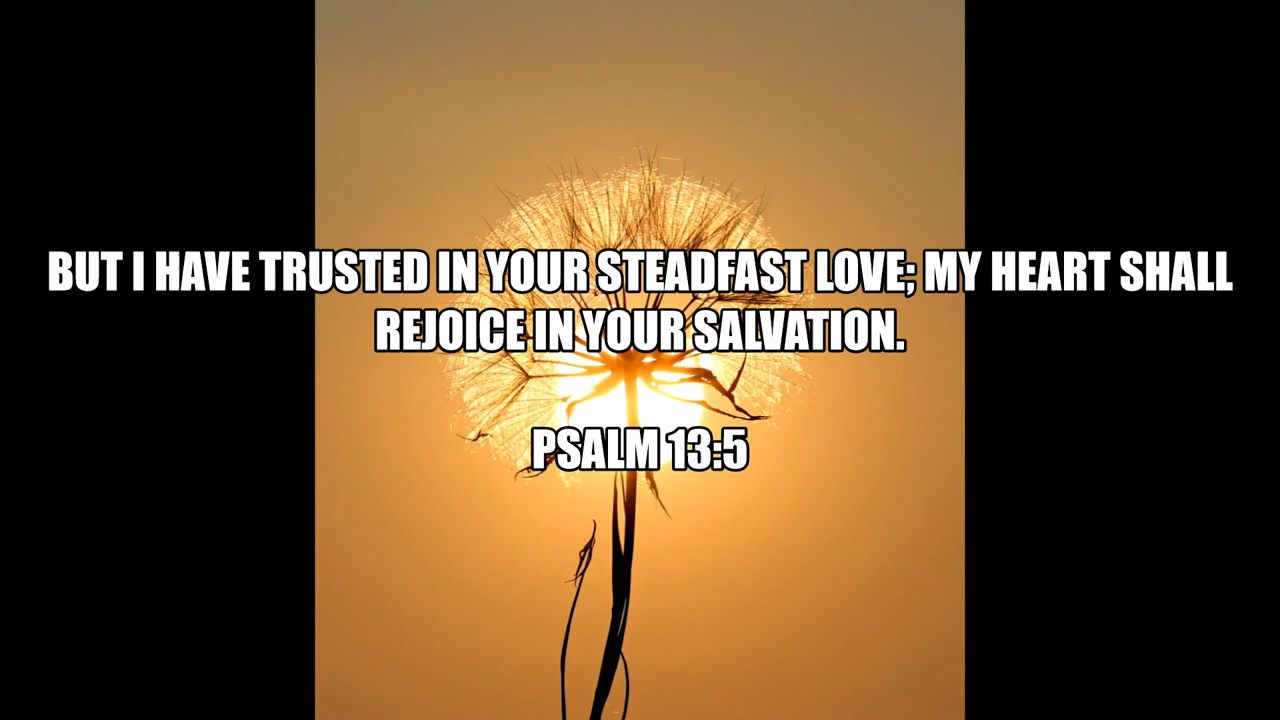 BUT I HAVE TRUSTED IN YOUR STEADFAST LOVE; MY HEART SHALL
REJOICE IN YOUR SALVATION.
PSALM 13:5